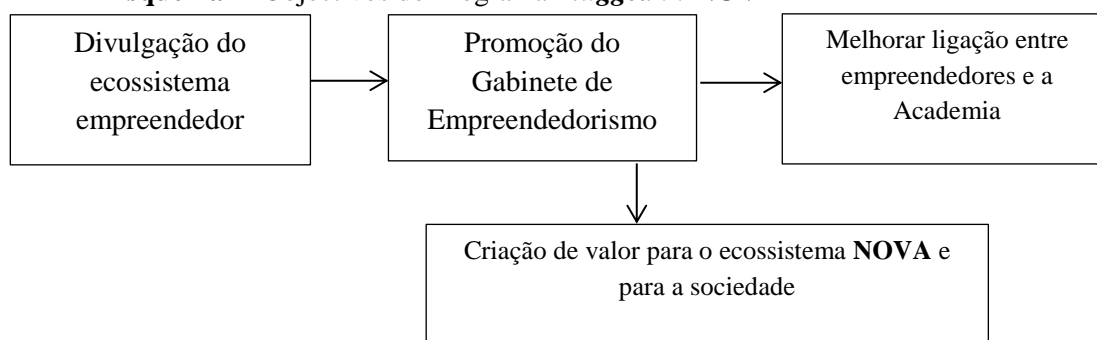 Divulgação do
ecossistema
empreendedor
Promoção do
Gabinete de
Empreendedorismo
Melhorar ligação entre
empreendedores e a
Academia
Criação de valor para o ecossistema NOVA e
para a sociedade